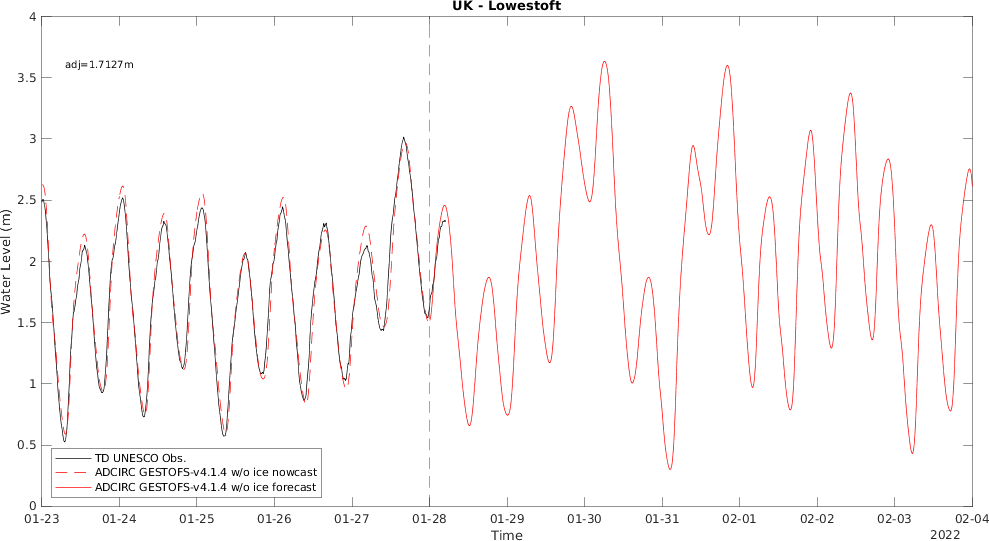 UK - Lowestoft
4
adj=1.7127m
3.5
3
2.5
2
1.5
1
0.5
0
Water Level (m)
TD UNESCO Obs.
ADCIRC GESTOFS-v4.1.4 w/o ice nowcast
ADCIRC GESTOFS-v4.1.4 w/o ice forecast
01-23 01-24 01-25 01-26 01-27 01-28 01-29 01-30 01-31 02-01 02-02 02-03 02-04
Time
2022